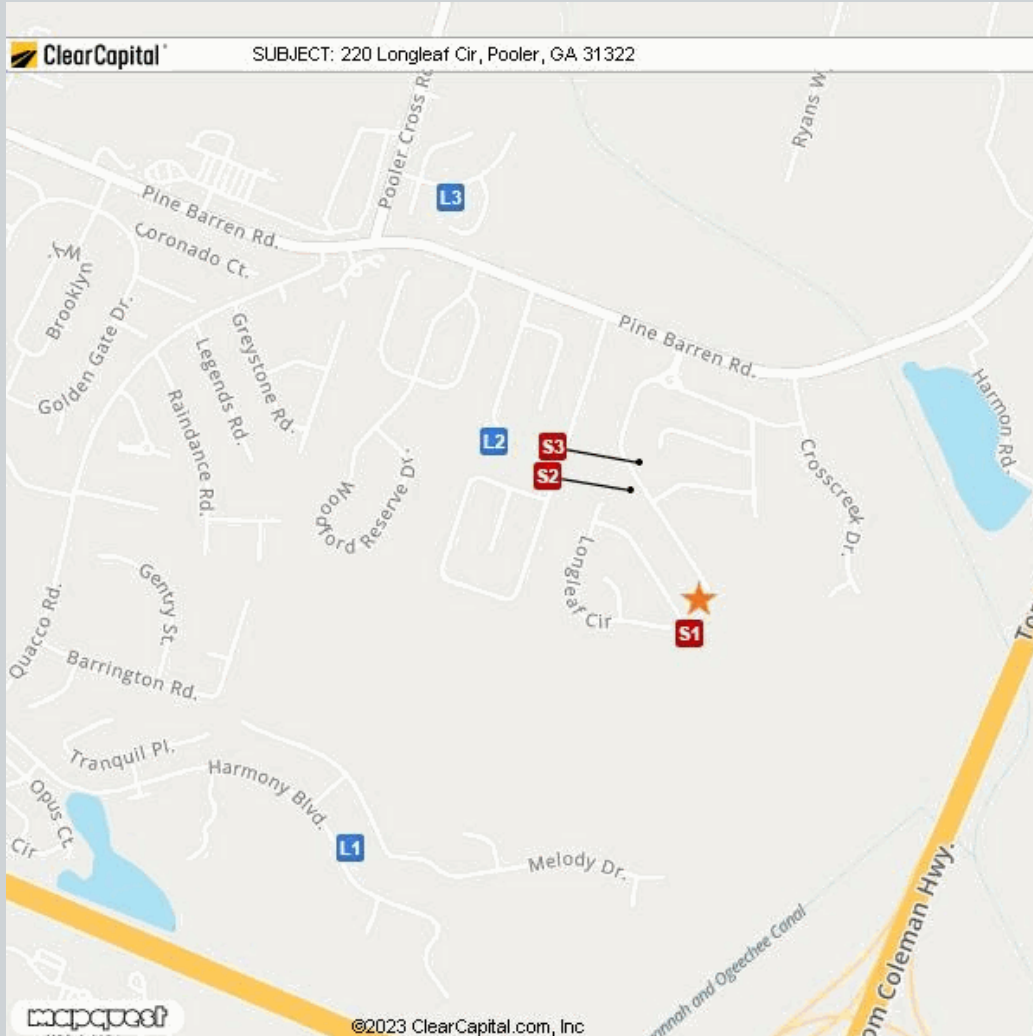 ClearCapital
SUBJECT: 220 Longleaf Cir, Pooler, GA 31322
Pooler Cross Rd.
Ryans W
L3
Pine Barren Rd.
Coronado Ct.
Brooklyn Wy.
Golden Gate Dr.
Greystone Rd.
Legends Rd.
Raindance Rd.
Pine Barren Rd.
Harmon Rd.
L2
S3
S2
Crosscreek Dr.
Woodford Reserve Dr.
Longleaf Cir
S1
Gentry St.
Quacco Rd.
Barrington Rd.
Tranquil Pl.
Harmony Blvd.
Opus Ct.
Cir
L1
Melody Dr.
Tom Coleman Hwy.
nnah and Ogeechee Canal
mapquest
©2023 ClearCapital.com, Inc